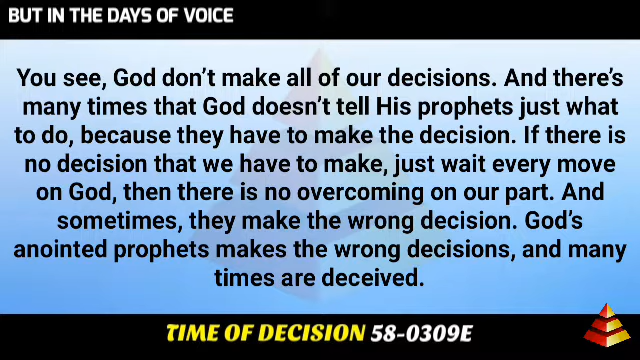 BUT IN THE DAYS OF VOICE
You see, God don't make all of our decisions. And there's
many times that God doesn't tell His prophets just what
to do, because they have to make the decision. If there is
no decision that we have to make, just wait every move
on God, then there is no overcoming on our part. And
sometimes, they make the wrong decision. God's
anointed prophets makes the wrong decisions, and many
times are deceived.
TIME OF DECISION 58-0309E